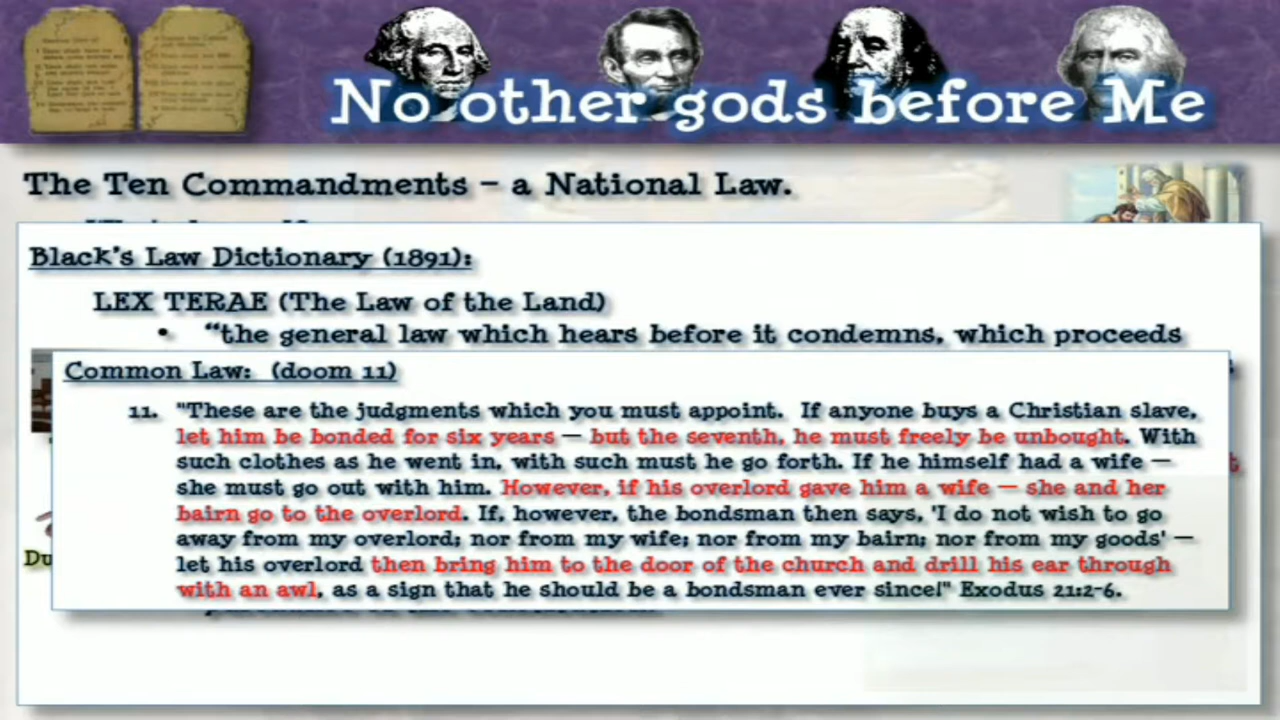 No other gods before Me
The Ten Commandments – a National Law.
Black's Law Dictionary (1891):
LEX TERAE (The Law of the Land)
• "the general law which hears before it condemns, which proceeds
Common Law: (doom 11)
11. "These are the judgments which you must appoint. If anyone buys a Christian slave,
let him be bonded for six years — but the seventh, he must freely be unbought. With
such clothes as he went in, with such must he go forth. If he himself had a wife —
she must go out with him. However, if his overlord gave him a wife — she and her
bairn go to the overlord. If, however, the bondsman then says, 'I do not wish to go
away from my overlord; nor from my wife; nor from my bairn; nor from my goods' —
let his overlord then bring him to the door of the church and drill his ear through
with an awl, as a sign that he should be a bondsman ever since!" Exodus 21:2-6.
Du